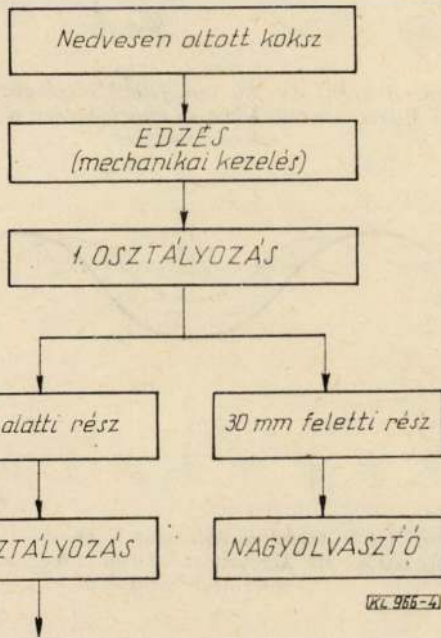 Nedvesen oltott koksz
EDZÉS
(mechanikai kezelés)
1. OSZTÁLYOZÁS
alatti rész
30 mm feletti rész
ZTÁLYOZÁS
NAGYOLVASZTÓ
KL 966-4